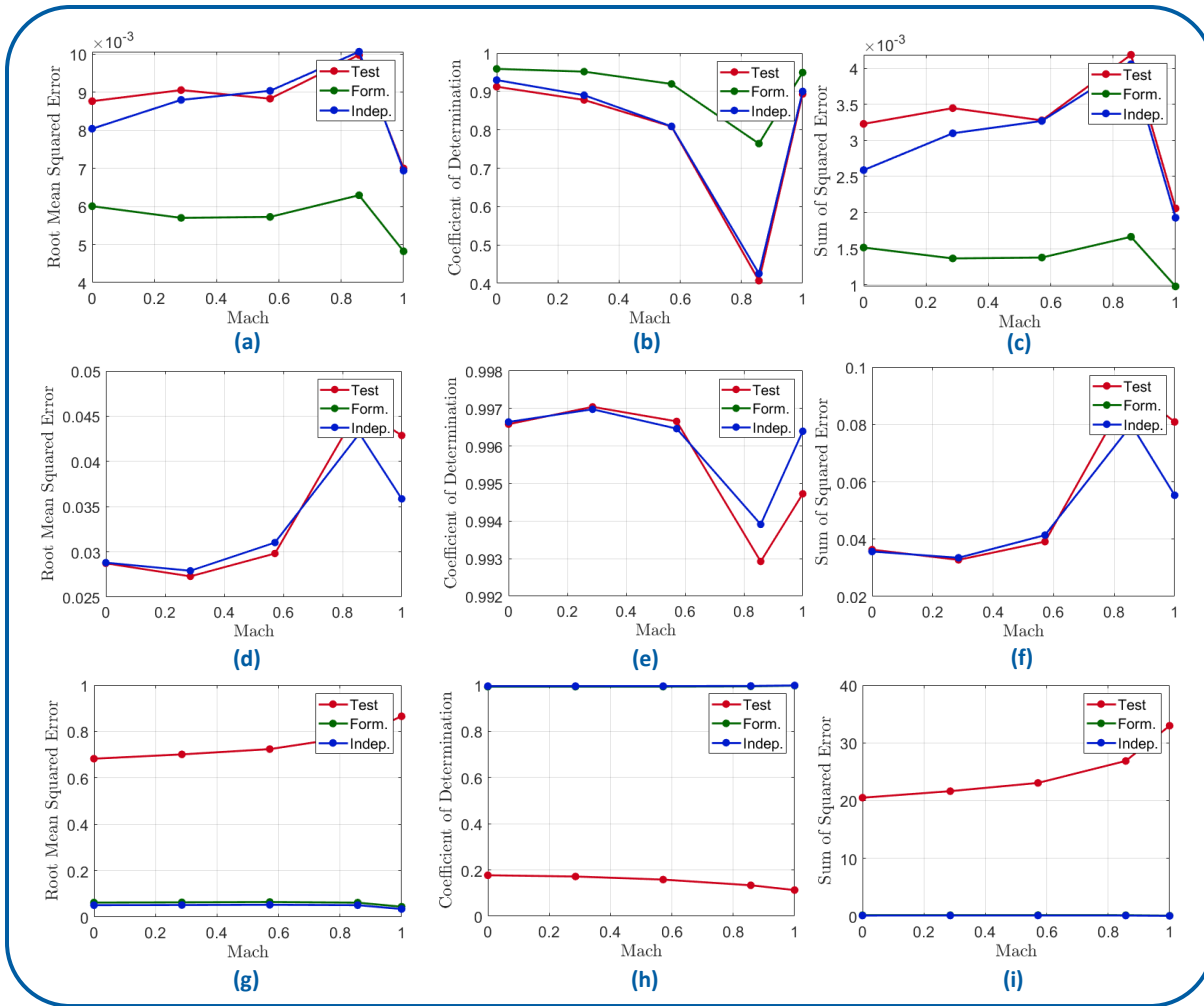 ×10⁻³
10
9
8
7
6
5
4
Root Mean Squared Error
Test
Form.
Indep.
0 0.2 0.4 0.6 0.8 1
Mach
(a)
1
0.9
0.8
0.7
0.6
0.5
0.4
Coefficient of Determination
Test
Form.
Indep.
0 0.2 0.4 0.6 0.8 1
Mach
(b)
×10⁻³
4
3.5
3
2.5
2
1.5
1
Sum of Squared Error
Test
Form.
Indep.
0 0.2 0.4 0.6 0.8 1
Mach
(c)
0.05
0.045
0.04
0.035
0.03
0.025
Root Mean Squared Error
Test
Form.
Indep.
0 0.2 0.4 0.6 0.8 1
Mach
(d)
0.998
0.997
0.996
0.995
0.994
0.993
0.992
Coefficient of Determination
Test
Form.
Indep.
0 0.2 0.4 0.6 0.8 1
Mach
(e)
0.1
0.08
0.06
0.04
0.02
Sum of Squared Error
Test
Form.
Indep.
0 0.2 0.4 0.6 0.8 1
Mach
(f)
1
0.8
0.6
0.4
0.2
0
Root Mean Squared Error
Test
Form.
Indep.
0 0.2 0.4 0.6 0.8 1
Mach
(g)
1
0.8
0.6
0.4
0.2
0
Coefficient of Determination
Test
Form.
Indep.
0 0.2 0.4 0.6 0.8 1
Mach
(h)
40
30
20
10
0
Sum of Squared Error
Test
Form.
Indep.
0 0.2 0.4 0.6 0.8 1
Mach
(i)